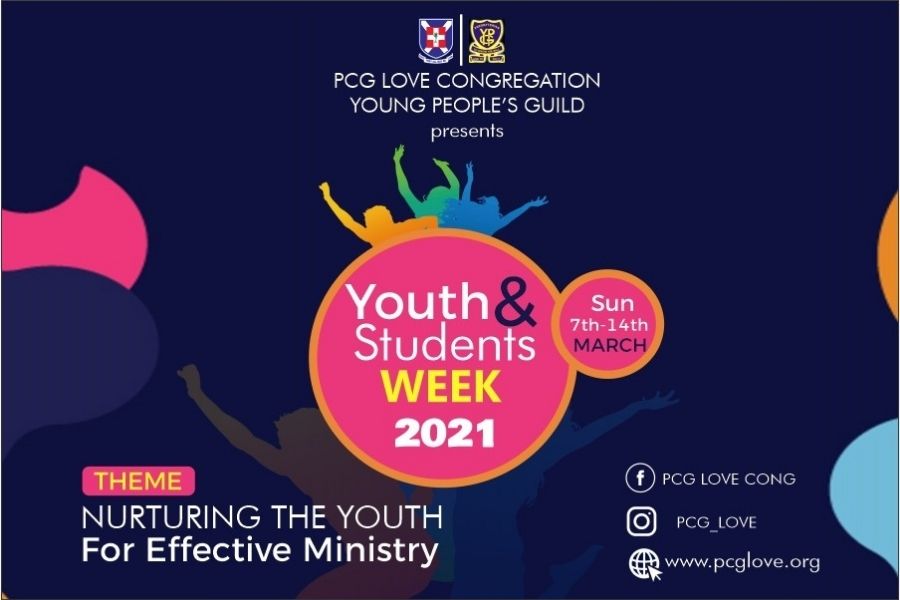 PCG LOVE CONGREGATION
YOUNG PEOPLE'S GUILD
presents
Youth &
Students
WEEK
2021
Sun
7th-14th
MARCH
THEME
NURTURING THE YOUTH
For Effective Ministry
PCG LOVE CONG
PCG_LOVE
www.pcglove.org